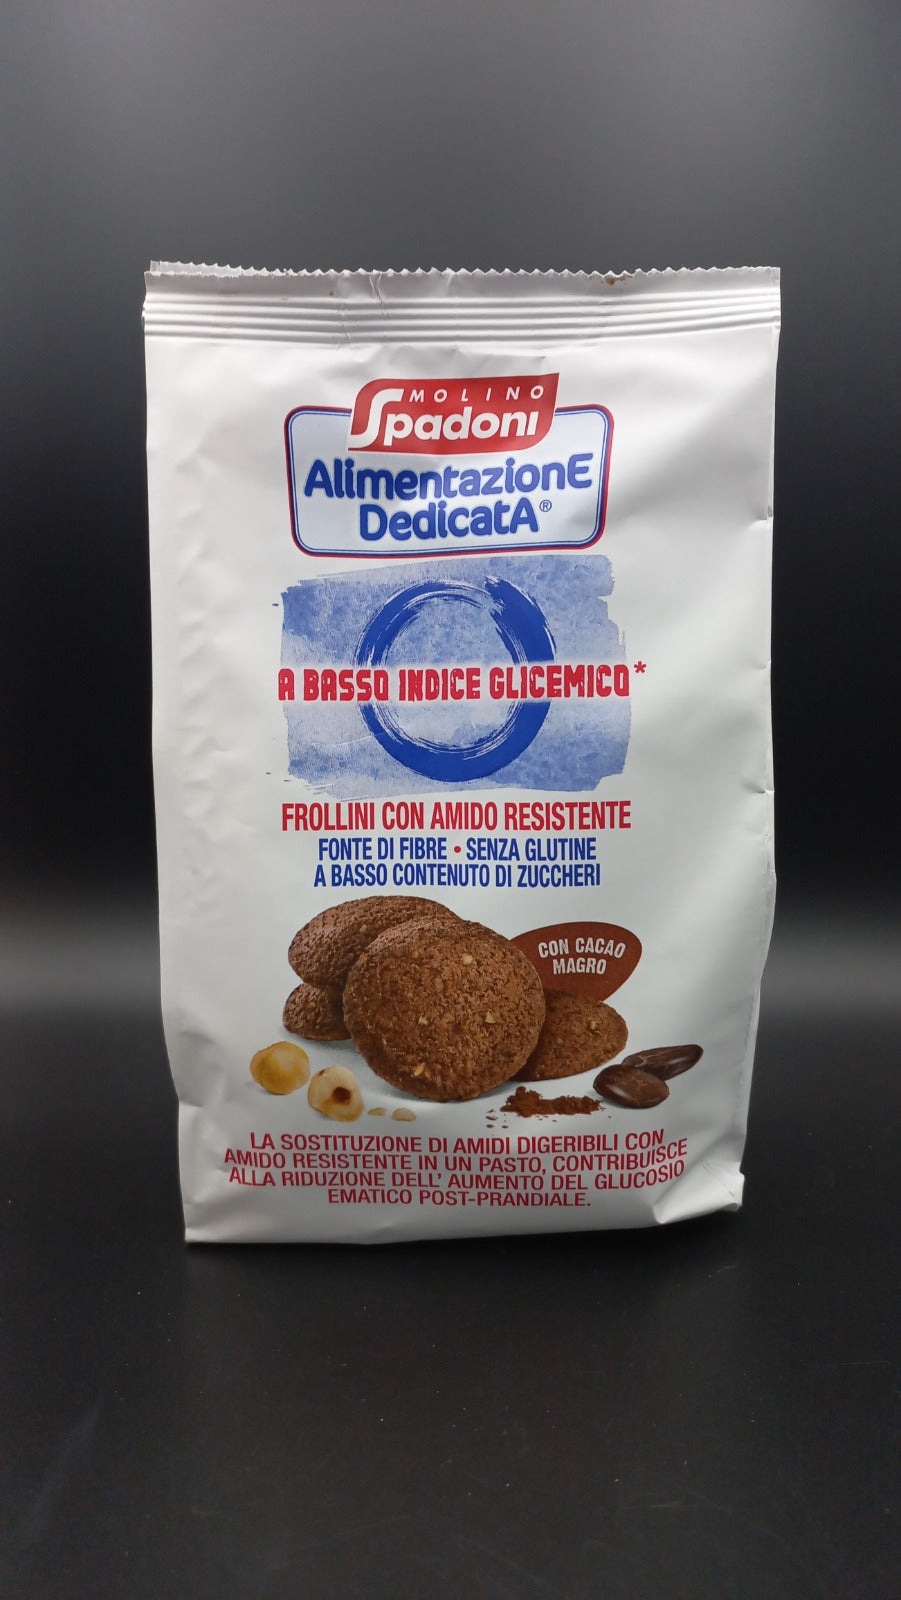 MOLINO
Spadoni
AlimentazionE
DedicatA®
A BASSO INDICE GLICEMICO*
FROLLINI CON AMIDO RESISTENTE
FONTE DI FIBRE • SENZA GLUTINE
A BASSO CONTENUTO DI ZUCCHERI
CON CACAO
MAGRO
LA SOSTITUZIONE DI AMIDI DIGERIBILI CON
AMIDO RESISTENTE IN UN PASTO, CONTRIBUISCE
ALLA RIDUZIONE DELL' AUMENTO DEL GLUCOSIO
EMATICO POST-PRANDIALE.